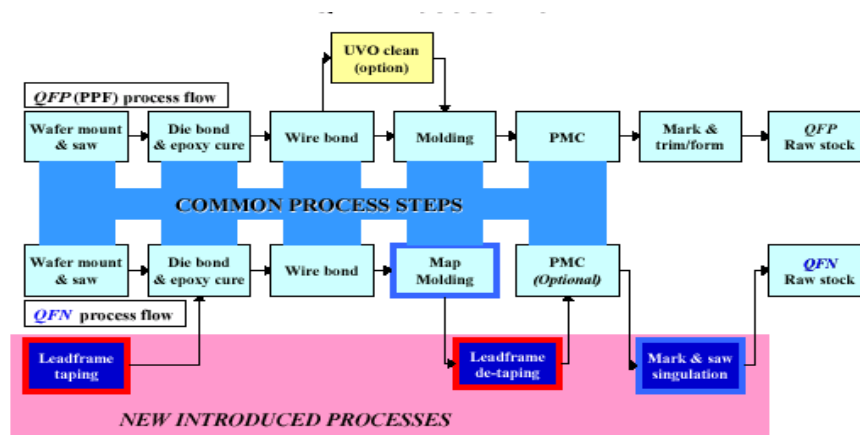 UVO clean
(option)
QFP (PPF) process flow
Wafer mount
& saw
Die bond
& epoxy cure
Wire bond
Molding
PMC
Mark &
trim/form
QFP
Raw stock
COMMON PROCESS STEPS
Wafer mount
& saw
Die bond
& epoxy cure
Wire bond
Map
Molding
PMC
(Optional)
QFN
Raw stock
QFN process flow
Leadframe
taping
Leadframe
de-taping
Mark & saw
singulation
NEW INTRODUCED PROCESSES